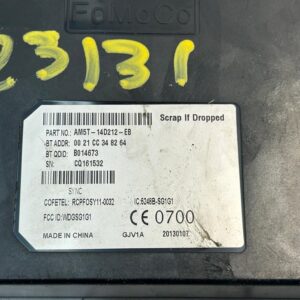 FoMoCo
23131
Scrap If Dropped
PART NO.: AM5T-14D212-EB
BT ADDR: 00 21 CC 34 82 64
BT QDID: B014673
SN: CQ161532
SYNC
COFETEL: RCPFOSY11-0032 IC:5248B-SG1G1
FCC ID:WDGSG1G1 CE 0700
MADE IN CHINA GJV1A 20130107